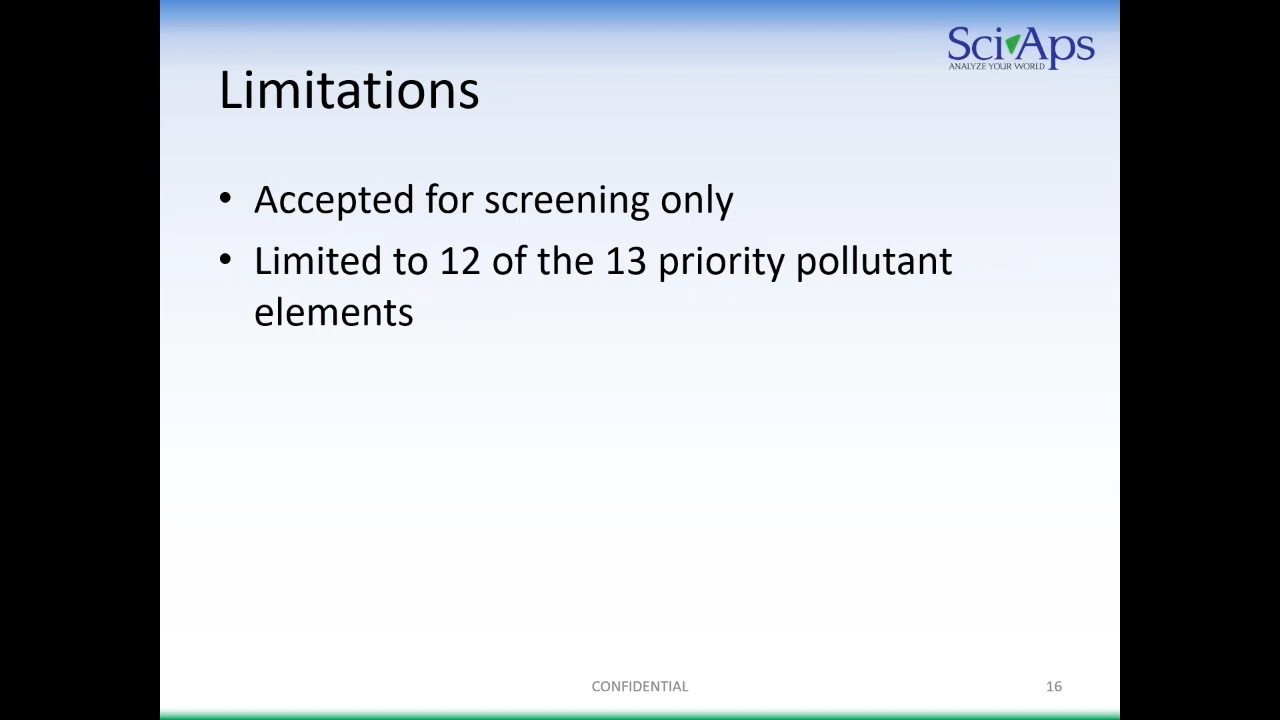 SciAps
ANALYZE YOUR WORLD
Limitations
• Accepted for screening only
• Limited to 12 of the 13 priority pollutant
elements
CONFIDENTIAL
16